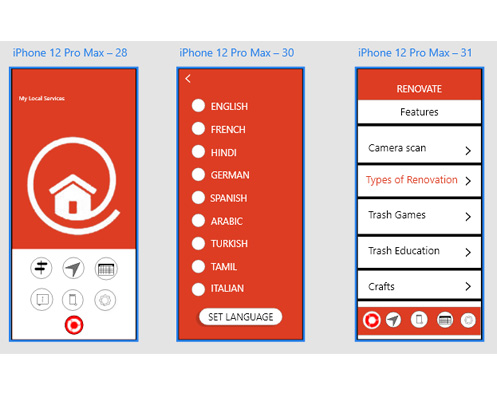 iPhone 12 Pro Max – 28
My Local Services
iPhone 12 Pro Max – 30
ENGLISH
FRENCH
HINDI
GERMAN
SPANISH
ARABIC
TURKISH
TAMIL
ITALIAN
SET LANGUAGE
iPhone 12 Pro Max – 31
RENOVATE
Features
Camera scan
Types of Renovation
Trash Games
Trash Education
Crafts